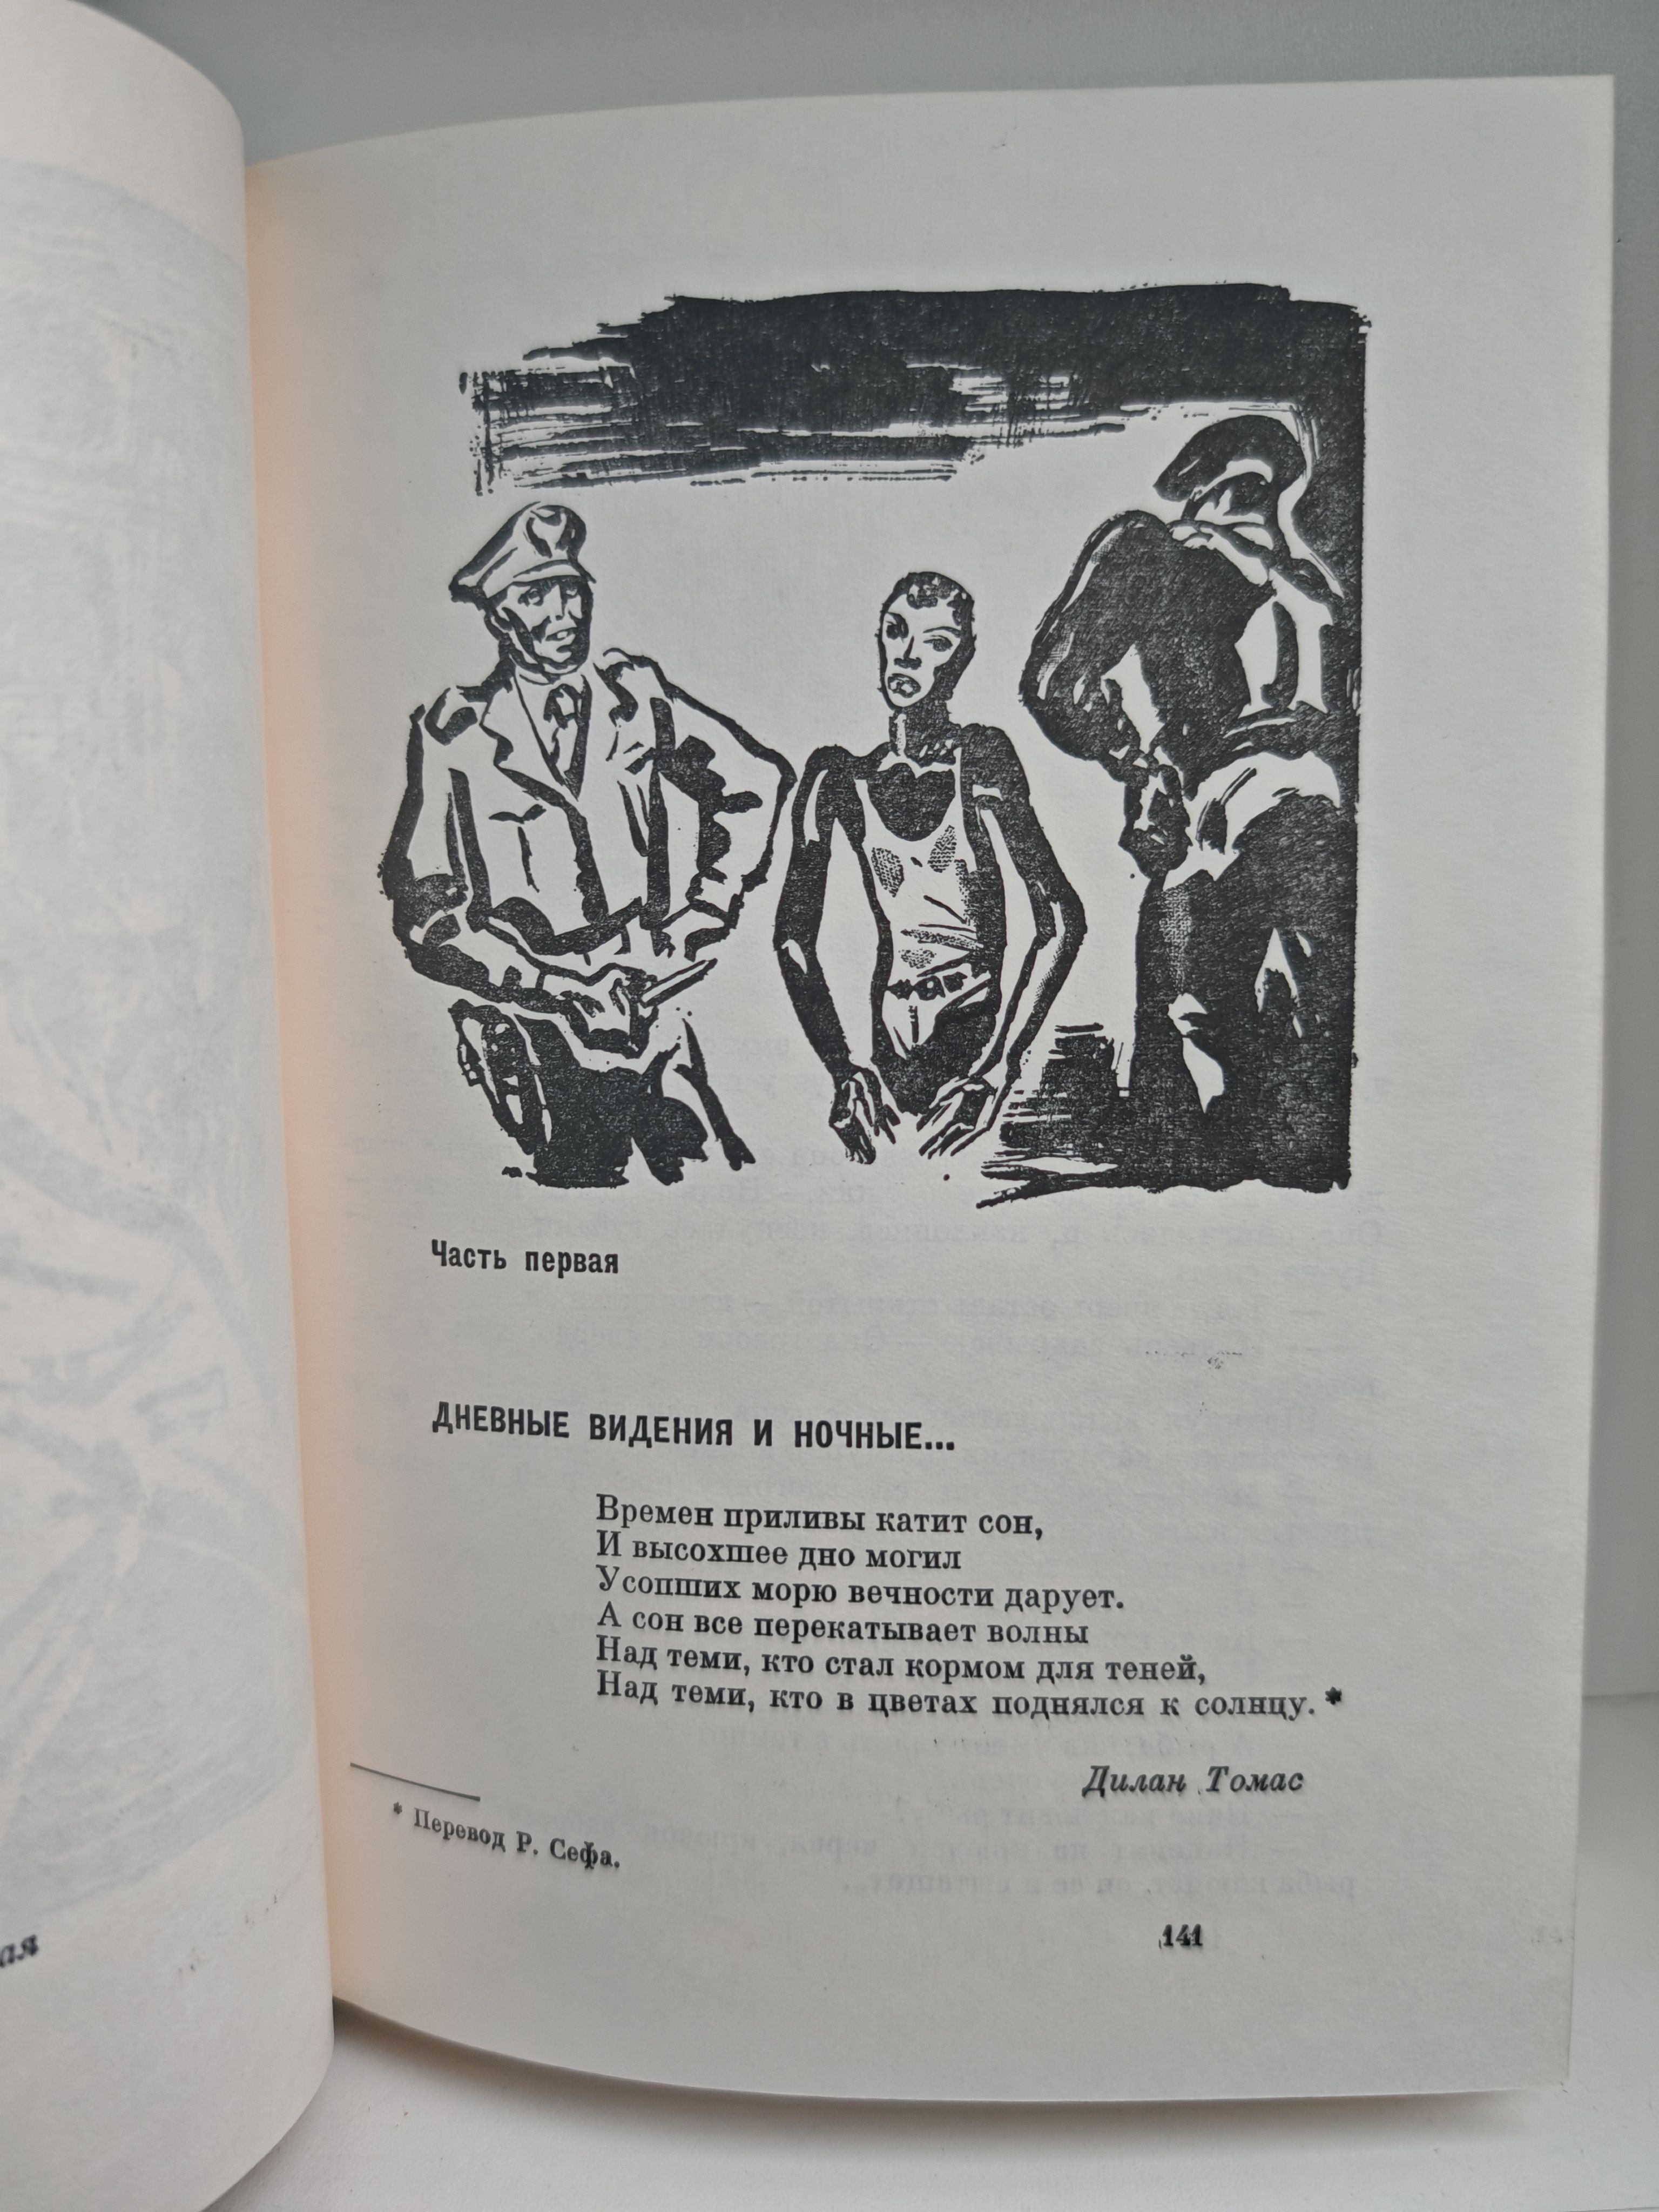 Часть первая
ДНЕВНЫЕ ВИДЕНИЯ И НОЧНЫЕ...
Времен приливы катит сон,
И высохшее дно могил
Усопших морю вечности дарует.
А сон все перекатывает волны
Над теми, кто стал кормом для теней,
Над теми, кто в цветах поднялся к солнцу. *
Дилан Томас
* Перевод Р. Сефа.
141